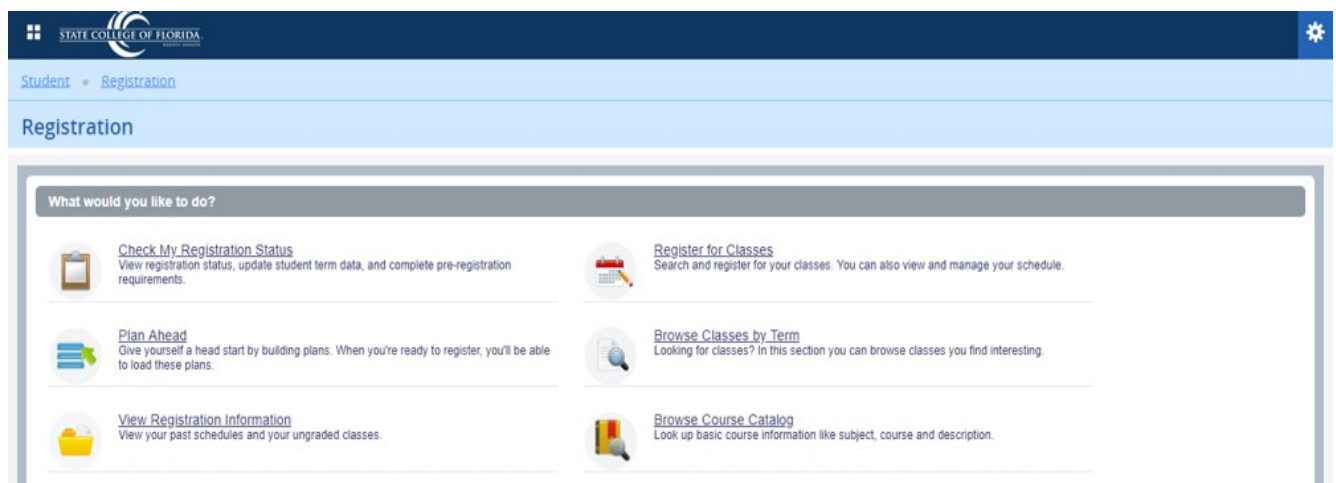 STATE COLLEGE OF FLORIDA
Student • Registration
Registration
What would you like to do?
Check My Registration Status
View registration status, update student term data, and complete pre-registration
requirements.
Register for Classes
Search and register for your classes. You can also view and manage your schedule.
Plan Ahead
Give yourself a head start by building plans. When you're ready to register, you'll be able
to load these plans.
Browse Classes by Term
Looking for classes? In this section you can browse classes you find interesting.
View Registration Information
View your past schedules and your ungraded classes.
Browse Course Catalog
Look up basic course information like subject, course and description.